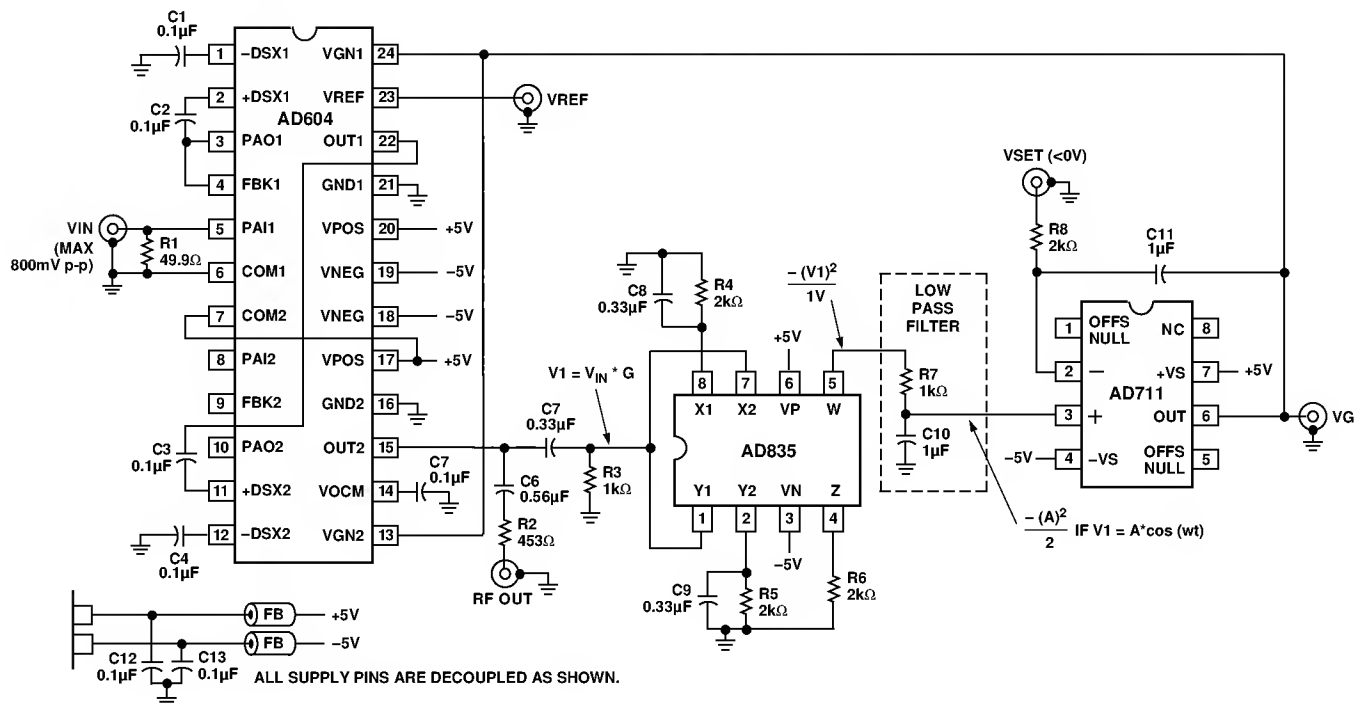 C1
0.1µF
1
–DSX1
VGN1
24
2
+DSX1
VREF
23
VREF
C2
0.1µF
AD604
3
PAO1
OUT1
22
4
FBK1
GND1
21
VIN
(MAX
800mV p-p)
R1
49.9Ω
5
PAI1
VPOS
20
+5V
6
COM1
VNEG
19
–5V
7
COM2
VNEG
18
–5V
8
PAI2
VPOS
17
+5V
9
FBK2
GND2
16
C3
0.1µF
10
PAO2
OUT2
15
11
+DSX2
VOCM
14
C7
0.1µF
12
–DSX2
VGN2
13
C4
0.1µF
C7
0.33µF
V1 = VIN * G
C6
0.56µF
R2
453Ω
RF OUT
R3
1kΩ
C8
0.33µF
R4
2kΩ
+5V
–(V1)2
1V
8
7
6
5
X1
X2
VP
W
AD835
Y1
Y2
VN
Z
1
2
3
4
–5V
C9
0.33µF
R5
2kΩ
R6
2kΩ
LOW
PASS
FILTER
R7
1kΩ
C10
1µF
–(A)2
2
IF V1 = A*cos (wt)
VSET (<0V)
R8
2kΩ
C11
1µF
1
OFFS
NULL
NC
8
2
–
+VS
7
+5V
AD711
3
+
OUT
6
VG
–5V
4
–VS
OFFS
NULL
5
FB
+5V
FB
–5V
C12
0.1µF
C13
0.1µF
ALL SUPPLY PINS ARE DECOUPLED AS SHOWN.